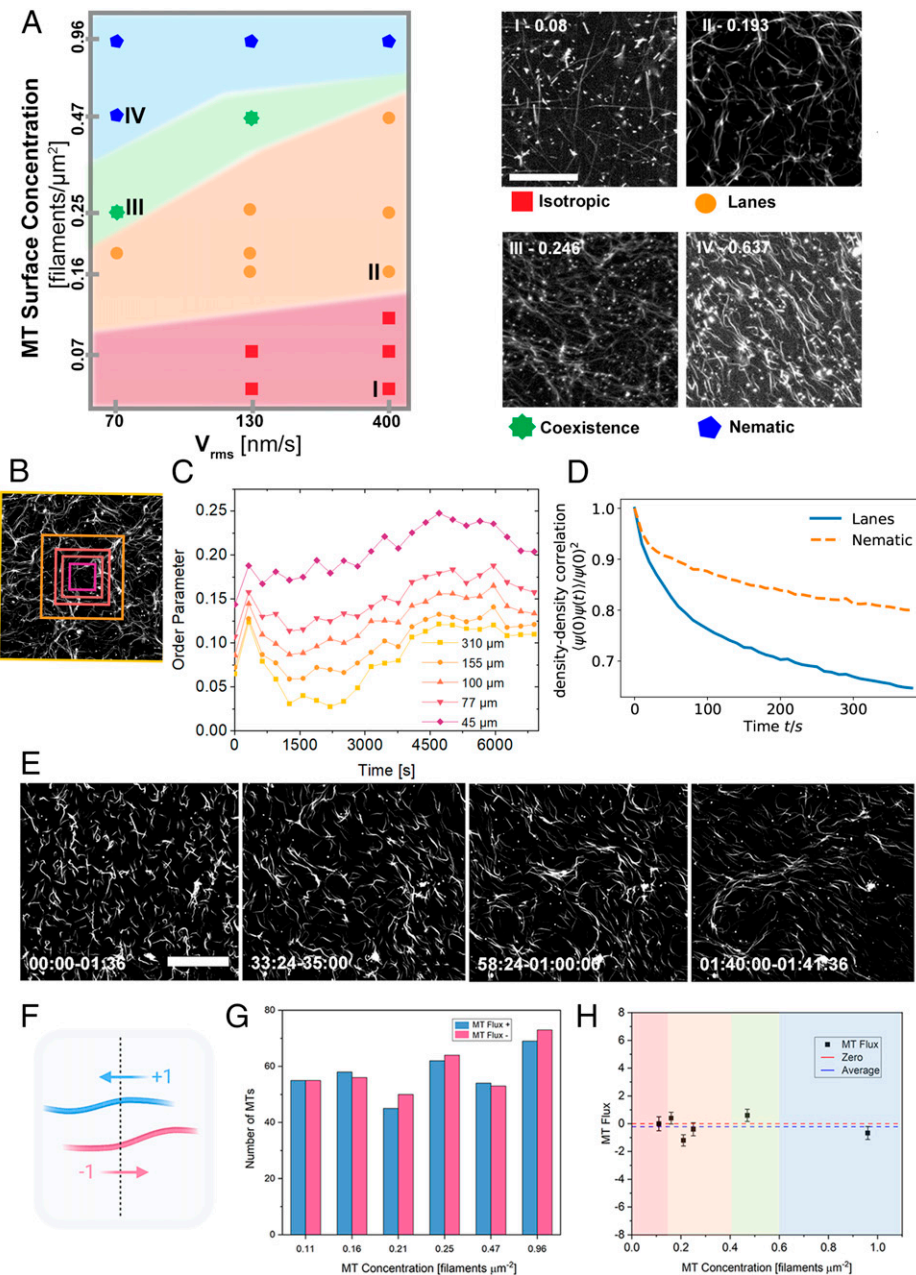 A
MT Surface Concentration
[filaments/μm²]
0.96
0.47
0.25
0.16
0.07
IV
III
II
I
70
130
400
Vrms [nm/s]
I - 0.08
II - 0.193
Isotropic
Lanes
III - 0.246
IV - 0.637
Coexistence
Nematic
B
C
Order Parameter
0.25
0.20
0.15
0.10
0.05
0.00
310 μm
155 μm
100 μm
77 μm
45 μm
0
1500
3000
4500
6000
Time [s]
D
density-density correlation
⟨ψ(0)ψ(t)⟩/ψ(0)²
1.0
0.9
0.8
0.7
Lanes
Nematic
0
100
200
300
Time t/s
E
00:00-01:36
33:24-35:00
58:24-01:00:00
01:40:00-01:41:36
F
+1
-1
G
Number of MTs
80
60
40
20
0
MT Flux +
MT Flux -
0.11
0.16
0.21
0.25
0.47
0.96
MT Concentration [filaments μm⁻²]
H
MT Flux
8
6
4
2
0
-2
-4
-6
-8
MT Flux
Zero
Average
0.0
0.2
0.4
0.6
0.8
1.0
MT Concentration [filaments μm⁻²]